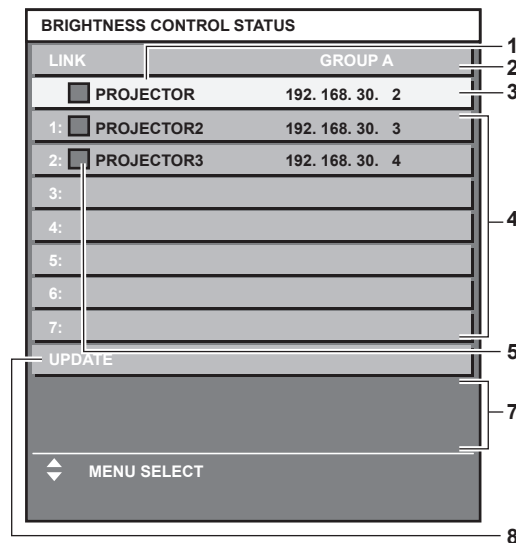 BRIGHTNESS CONTROL STATUS
LINK GROUP A
PROJECTOR 192. 168. 30. 2
1: PROJECTOR2 192. 168. 30. 3
2: PROJECTOR3 192. 168. 30. 4
3:
4:
5:
6:
7:
UPDATE
MENU SELECT
1
2
3
4
5
7
8